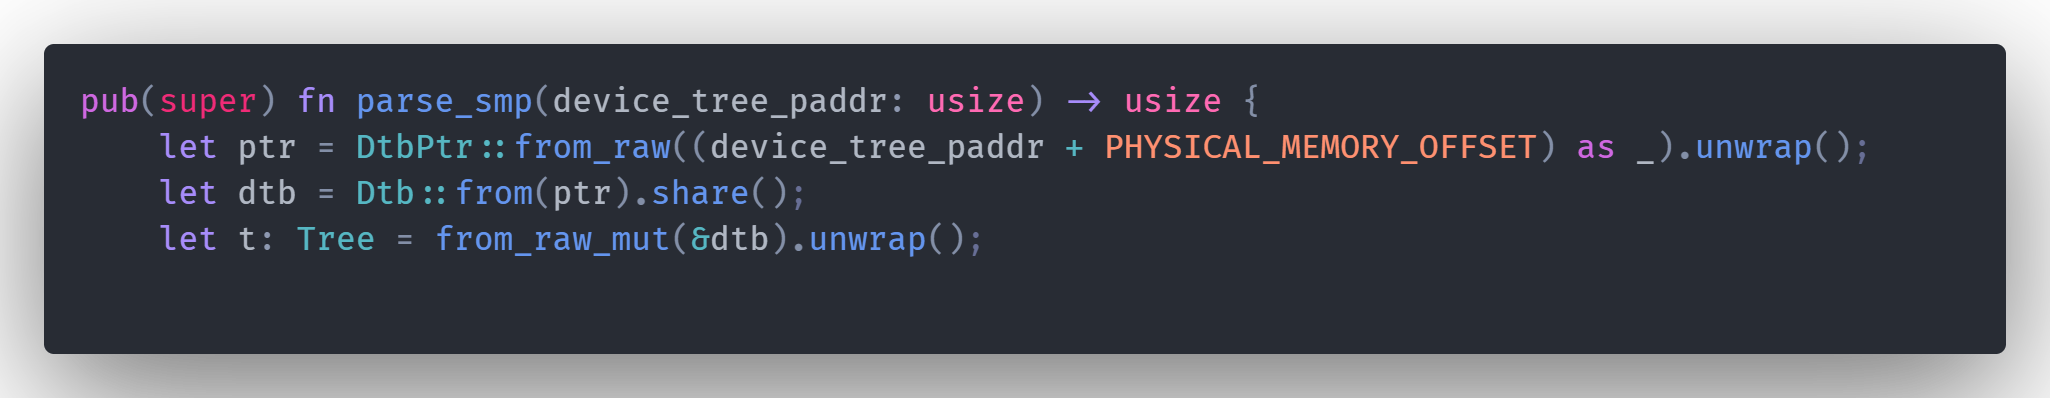 pub(super) fn parse_smp(device_tree_paddr: usize) -> usize {
    let ptr = DtbPtr::from_raw((device_tree_paddr + PHYSICAL_MEMORY_OFFSET) as _).unwrap();
    let dtb = Dtb::from(ptr).share();
    let t: Tree = from_raw_mut(&dtb).unwrap();